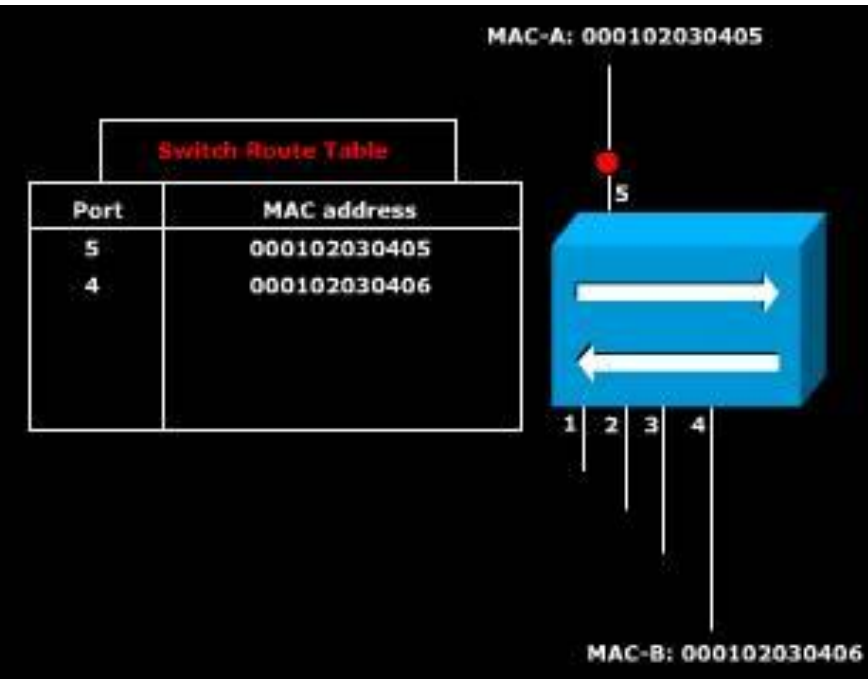 MAC-A: 000102030405
Switch Route Table
Port MAC address
5 000102030405
4 000102030406
5
1 2 3 4
MAC-B: 000102030406